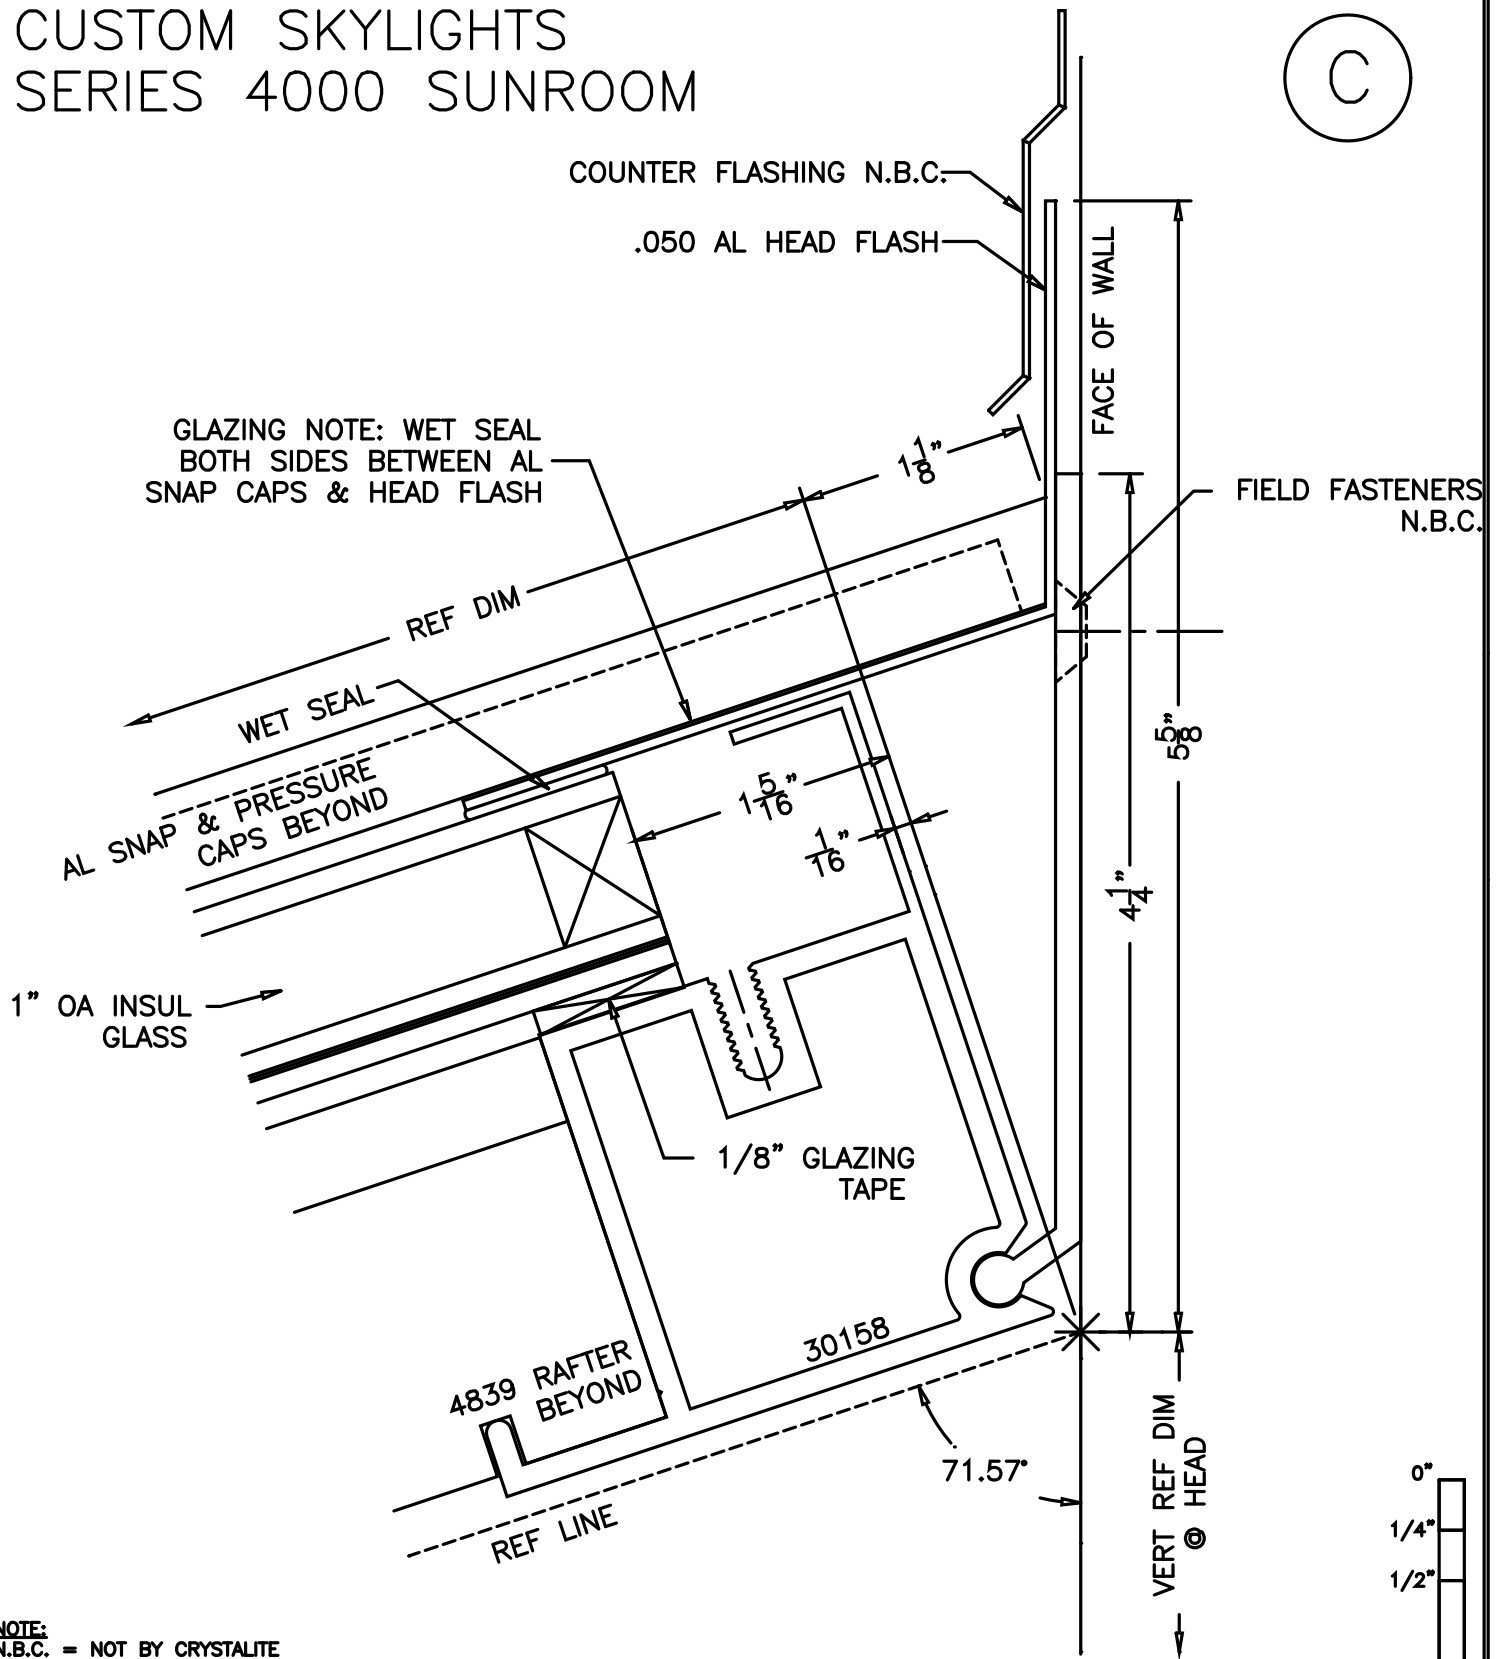 CUSTOM SKYLIGHTS
SERIES 4000 SUNROOM
C
COUNTER FLASHING N.B.C.
.050 AL HEAD FLASH
FACE OF WALL
GLAZING NOTE: WET SEAL
BOTH SIDES BETWEEN AL
SNAP CAPS & HEAD FLASH
1 1/8"
FIELD FASTENERS
N.B.C.
REF DIM
WET SEAL
AL SNAP & PRESSURE
CAPS BEYOND
1 5/16"
1/16"
5 5/8"
4 1/4"
1" OA INSUL
GLASS
1/8" GLAZING
TAPE
30158
4839 RAFTER
BEYOND
71.57°
REF LINE
VERT REF DIM
@ HEAD
0"
1/4"
1/2"
NOTE:
N.B.C. = NOT BY CRYSTALITE